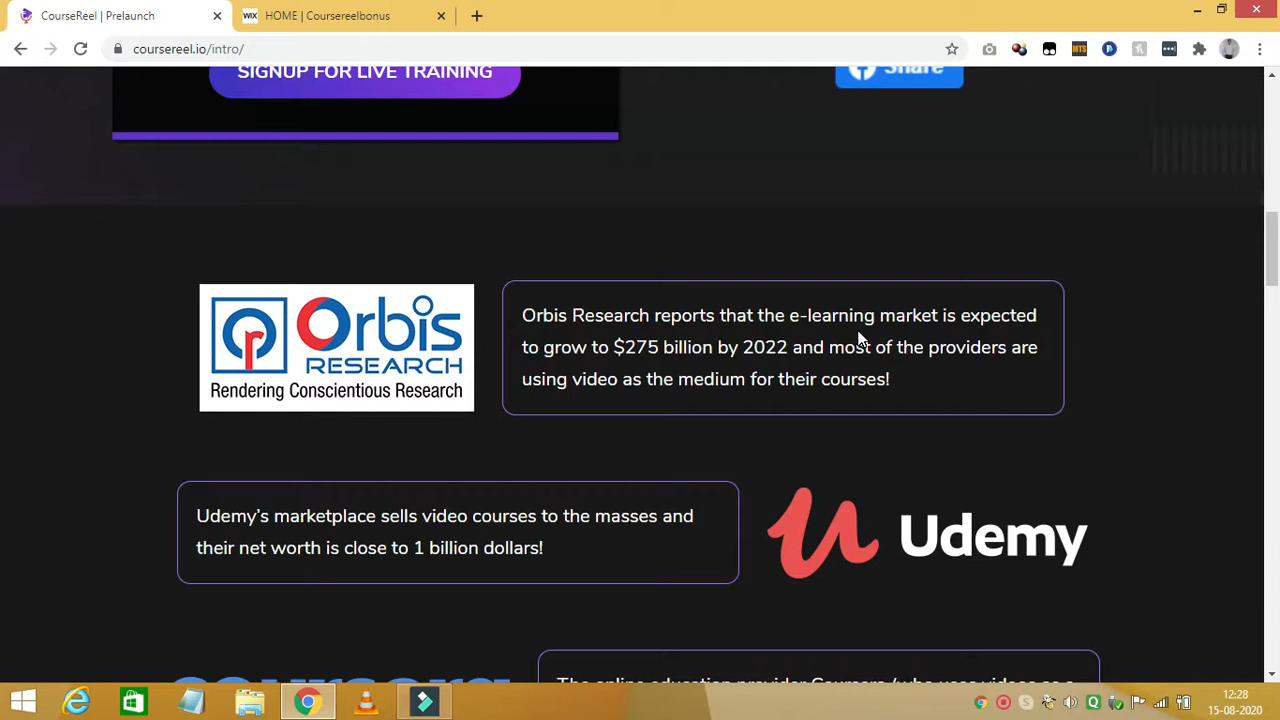 CourseReel | Prelaunch
WIX HOME | Coursereelbonus
coursereel.io/intro/
MTS
SIGNUP FOR LIVE TRAINING
Share
Orbis
RESEARCH
Rendering Conscientious Research
Orbis Research reports that the e-learning market is expected
to grow to $275 billion by 2022 and most of the providers are
using video as the medium for their courses!
Udemy's marketplace sells video courses to the masses and
their net worth is close to 1 billion dollars!
Udemy
12:28
15-08-2020